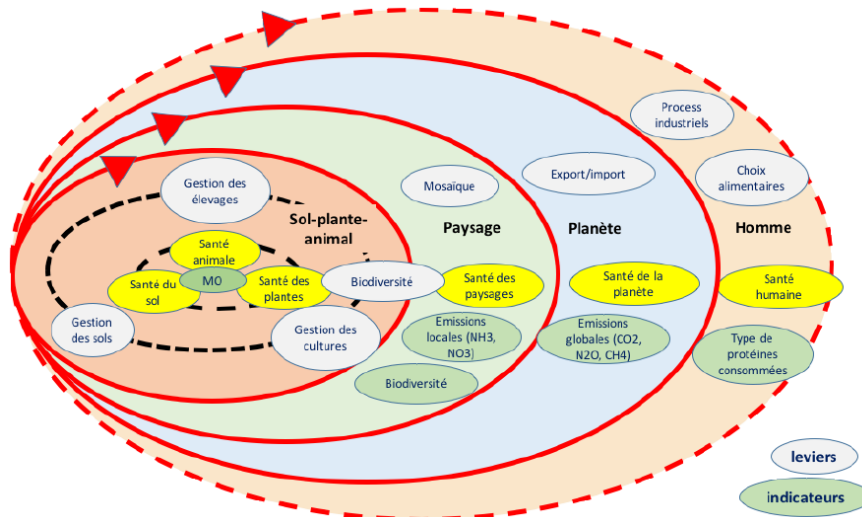 Process
industriels
Choix
alimentaires
Export/import
Mosaïque
Gestion des
élevages
Sol-plante-
animal
Paysage
Planète
Homme
Santé
animale
MO
Santé du
sol
Santé des
plantes
Biodiversité
Santé des
paysages
Santé de la
planète
Santé
humaine
Gestion
des sols
Gestion des
cultures
Emissions
locales (NH3,
NO3)
Emissions
globales (CO2,
N2O, CH4)
Type de
protéines
consommées
Biodiversité
leviers
indicateurs